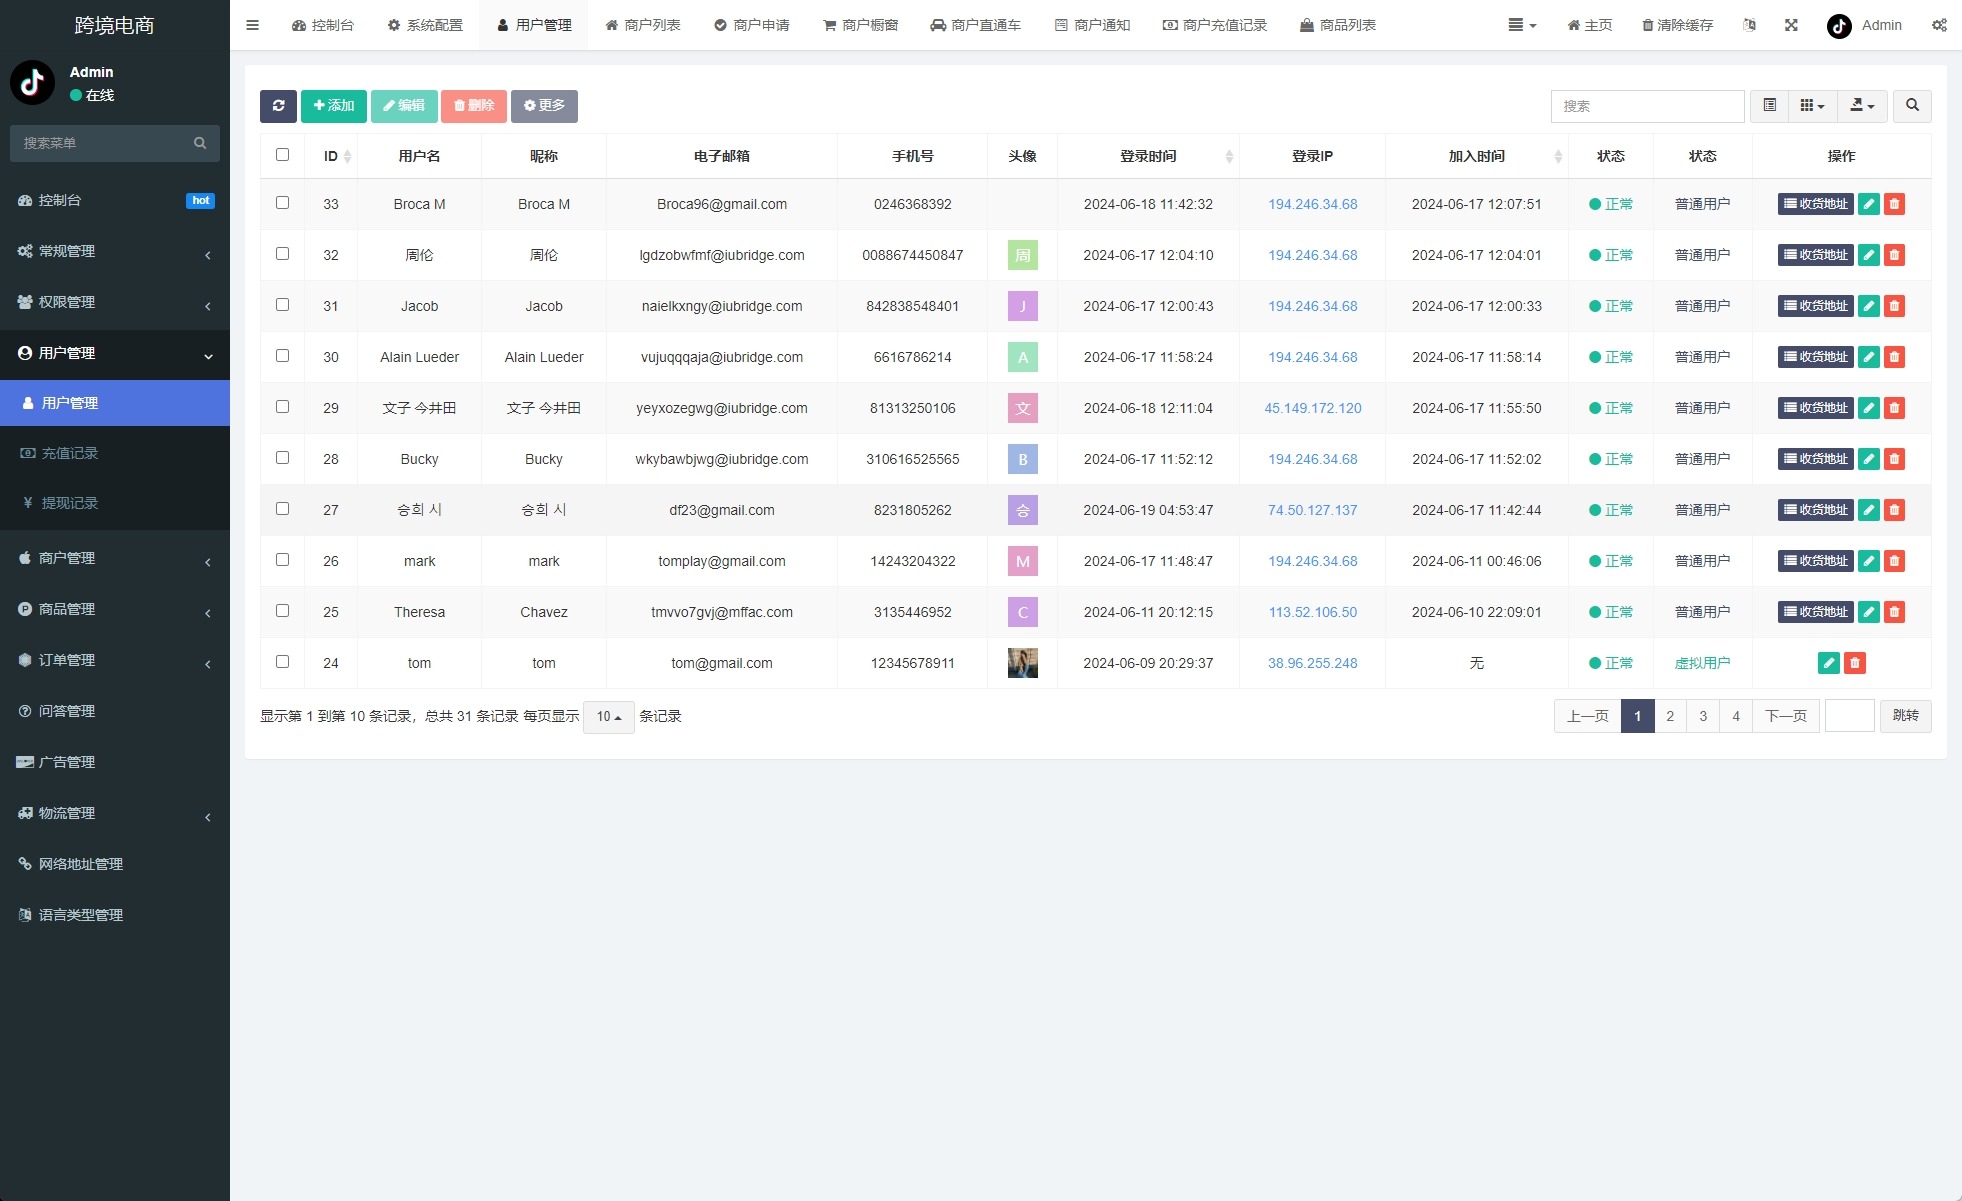 跨境电商
Admin
在线
搜索菜单
控制台 hot
常规管理
权限管理
用户管理
用户管理
充值记录
提现记录
商户管理
商品管理
订单管理
问答管理
广告管理
物流管理
网络地址管理
语言类型管理
控制台 系统配置 用户管理 商户列表 商户申请 商户橱窗 商户直通车 商户通知 商户充值记录 商品列表 主页 清除缓存 Admin
添加 编辑 删除 更多 搜索
ID 用户名 昵称 电子邮箱 手机号 头像 登录时间 登录IP 加入时间 状态 状态 操作
33 Broca M Broca M Broca96@gmail.com 0246368392 2024-06-18 11:42:32 194.246.34.68 2024-06-17 12:07:51 正常 普通用户 收货地址
32 周伦 周伦 lgdzobwfmf@iubridge.com 0088674450847 周 2024-06-17 12:04:10 194.246.34.68 2024-06-17 12:04:01 正常 普通用户 收货地址
31 Jacob Jacob naielkxngy@iubridge.com 842838548401 J 2024-06-17 12:00:43 194.246.34.68 2024-06-17 12:00:33 正常 普通用户 收货地址
30 Alain Lueder Alain Lueder vujuqqqaja@iubridge.com 6616786214 A 2024-06-17 11:58:24 194.246.34.68 2024-06-17 11:58:14 正常 普通用户 收货地址
29 文子 今井田 文子 今井田 yeyxozegwg@iubridge.com 81313250106 文 2024-06-18 12:11:04 45.149.172.120 2024-06-17 11:55:50 正常 普通用户 收货地址
28 Bucky Bucky wkybawbjwg@iubridge.com 310616525565 B 2024-06-17 11:52:12 194.246.34.68 2024-06-17 11:52:02 正常 普通用户 收货地址
27 승희 시 승희 시 df23@gmail.com 8231805262 승 2024-06-19 04:53:47 74.50.127.137 2024-06-17 11:42:44 正常 普通用户 收货地址
26 mark mark tomplay@gmail.com 14243204322 M 2024-06-17 11:48:47 194.246.34.68 2024-06-11 00:46:06 正常 普通用户 收货地址
25 Theresa Chavez tmvvo7gvj@mffac.com 3135446952 C 2024-06-11 20:12:15 113.52.106.50 2024-06-10 22:09:01 正常 普通用户 收货地址
24 tom tom tom@gmail.com 12345678911 2024-06-09 20:29:37 38.96.255.248 无 正常 虚拟用户
显示第 1 到第 10 条记录，总共 31 条记录 每页显示 10 条记录 上一页 1 2 3 4 下一页 跳转